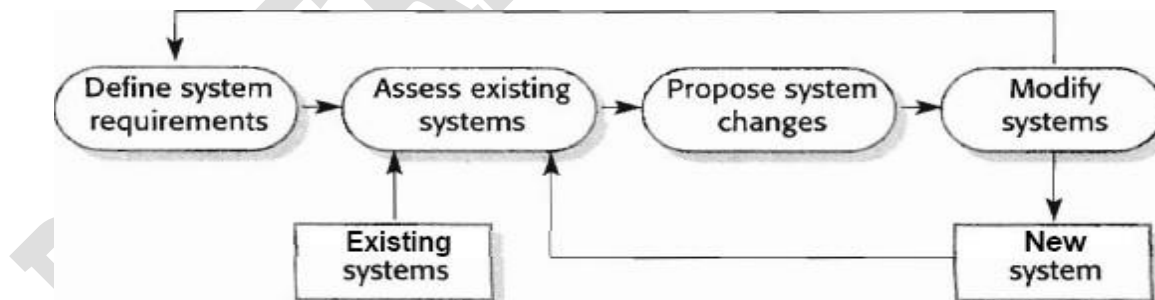 Define system
requirements
Assess existing
systems
Propose system
changes
Modify
systems
Existing
systems
New
system